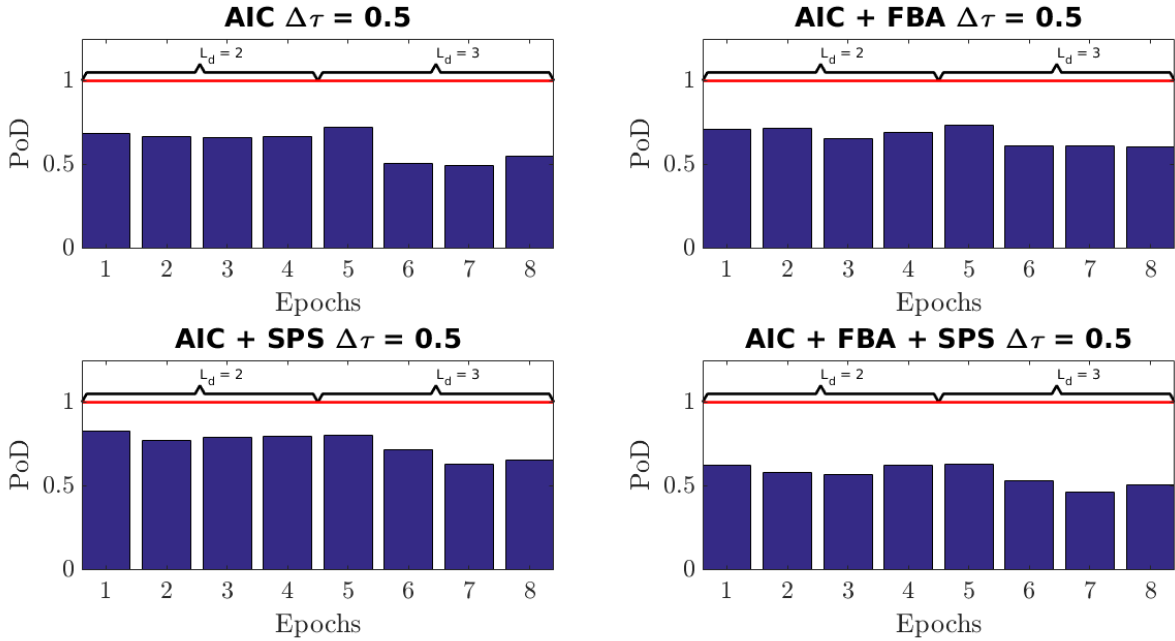 AIC Δτ = 0.5
L_d = 2
L_d = 3
1
0.5
0
PoD
1 2 3 4 5 6 7 8
Epochs
AIC + FBA Δτ = 0.5
L_d = 2
L_d = 3
1
0.5
0
PoD
1 2 3 4 5 6 7 8
Epochs
AIC + SPS Δτ = 0.5
L_d = 2
L_d = 3
1
0.5
0
PoD
1 2 3 4 5 6 7 8
Epochs
AIC + FBA + SPS Δτ = 0.5
L_d = 2
L_d = 3
1
0.5
0
PoD
1 2 3 4 5 6 7 8
Epochs